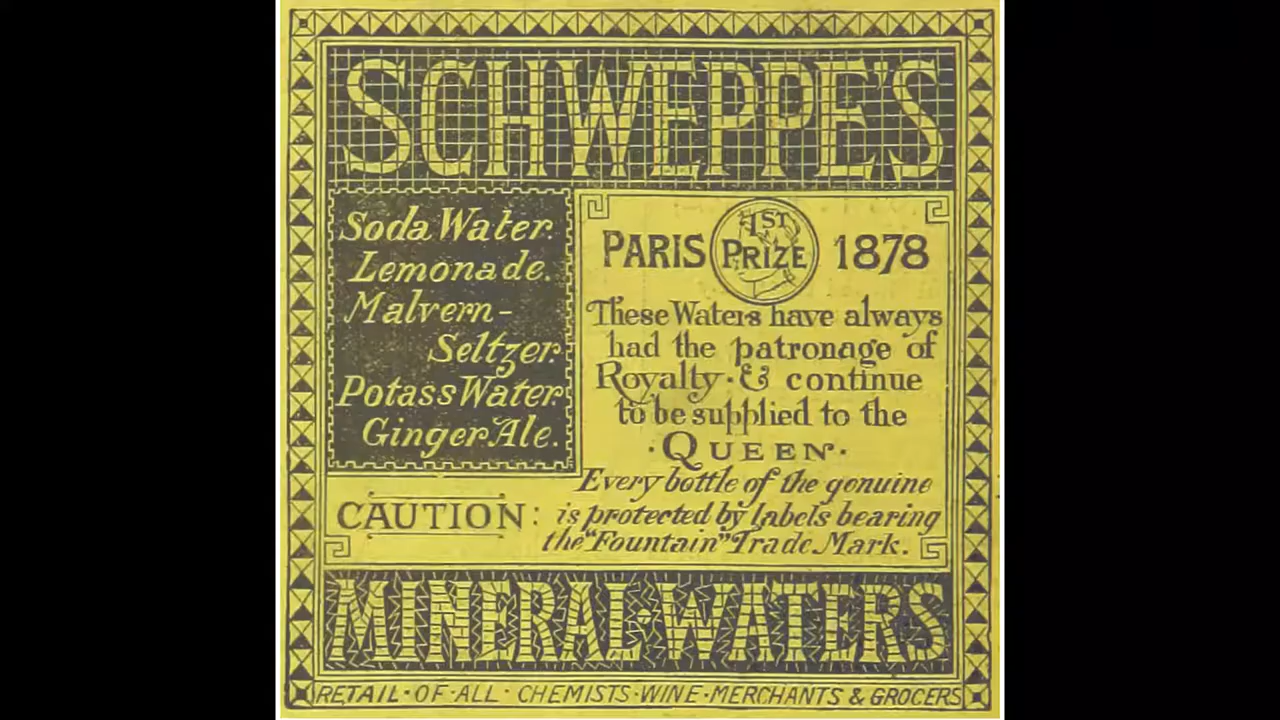 SCHWEPPE'S
Soda Water.
Lemonade.
Malvern-
Seltzer.
Potass Water
Ginger Ale.
PARIS 1ST PRIZE 1878
These Waters have always
had the patronage of
Royalty · & continue
to be supplied to the
· QUEEN ·
CAUTION:
Every bottle of the genuine
is protected by labels bearing
the "Fountain" Trade Mark.
MINERAL-WATERS
RETAIL · OF · ALL · CHEMISTS · WINE · MERCHANTS & GROCERS